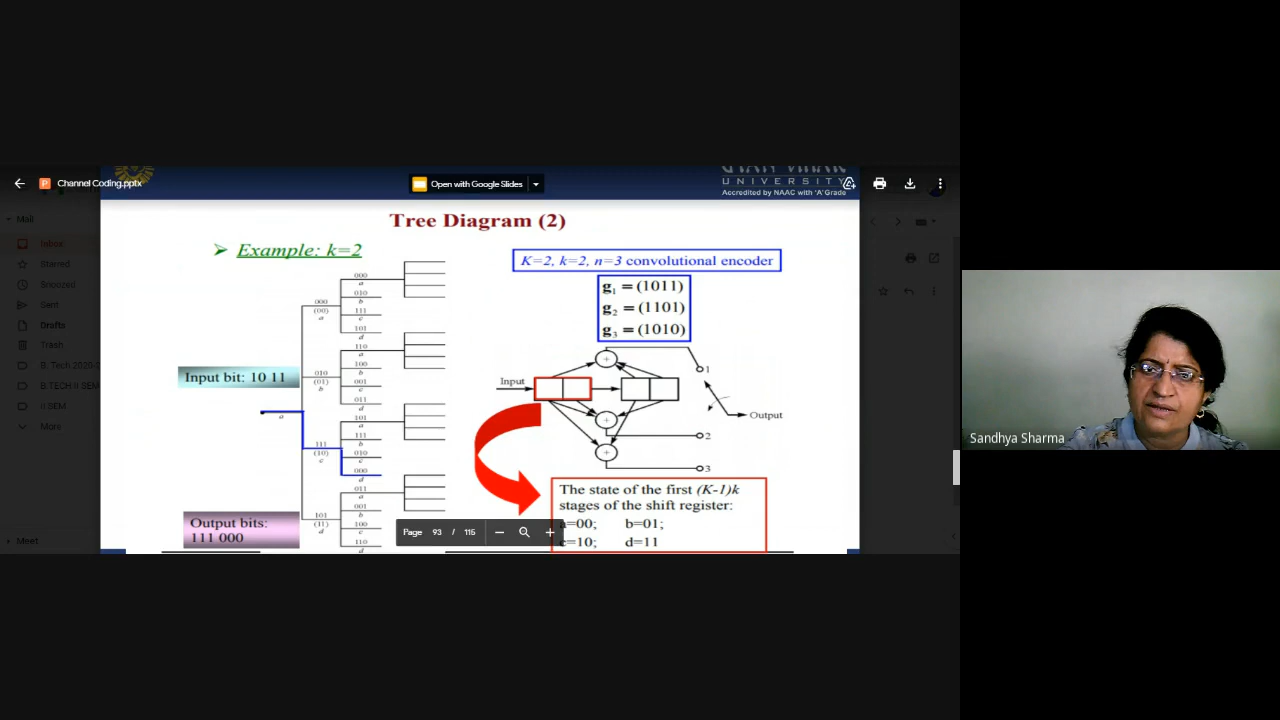 GYAN VIHAR
UNIVERSITY
Accredited by NAAC with 'A' Grade
Channel Coding.pptx
Open with Google Slides
Mail
Inbox
Starred
Snoozed
Sent
Drafts
Trash
B. Tech 2020-2
B.TECH II SEM
II SEM
More
Meet
Tree Diagram (2)
➢ Example: k=2
Input bit: 10 11
Output bits:
111 000
a
000
(00)
a
010
(01)
b
111
(10)
c
101
(11)
d
000
a
010
b
111
c
101
d
110
a
100
b
001
c
011
d
101
a
111
b
010
c
000
d
011
a
001
b
100
c
110
d
K=2, k=2, n=3 convolutional encoder
g1 = (1011)
g2 = (1101)
g3 = (1010)
Input
+
+
+
1
2
3
Output
The state of the first (K-1)k
stages of the shift register:
a=00; b=01;
c=10; d=11
Page 93 / 115
Sandhya Sharma